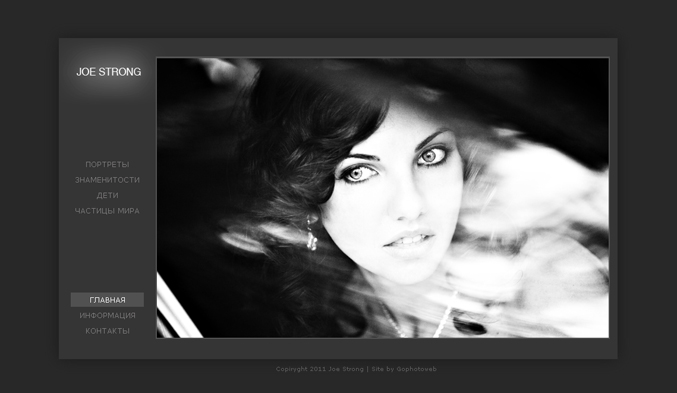 JOE STRONG
ПОРТРЕТЫ
ЗНАМЕНИТОСТИ
ДЕТИ
ЧАСТИЦЫ МИРА
ГЛАВНАЯ
ИНФОРМАЦИЯ
КОНТАКТЫ
Copyright 2011 Joe Strong | Site by Gophotoweb